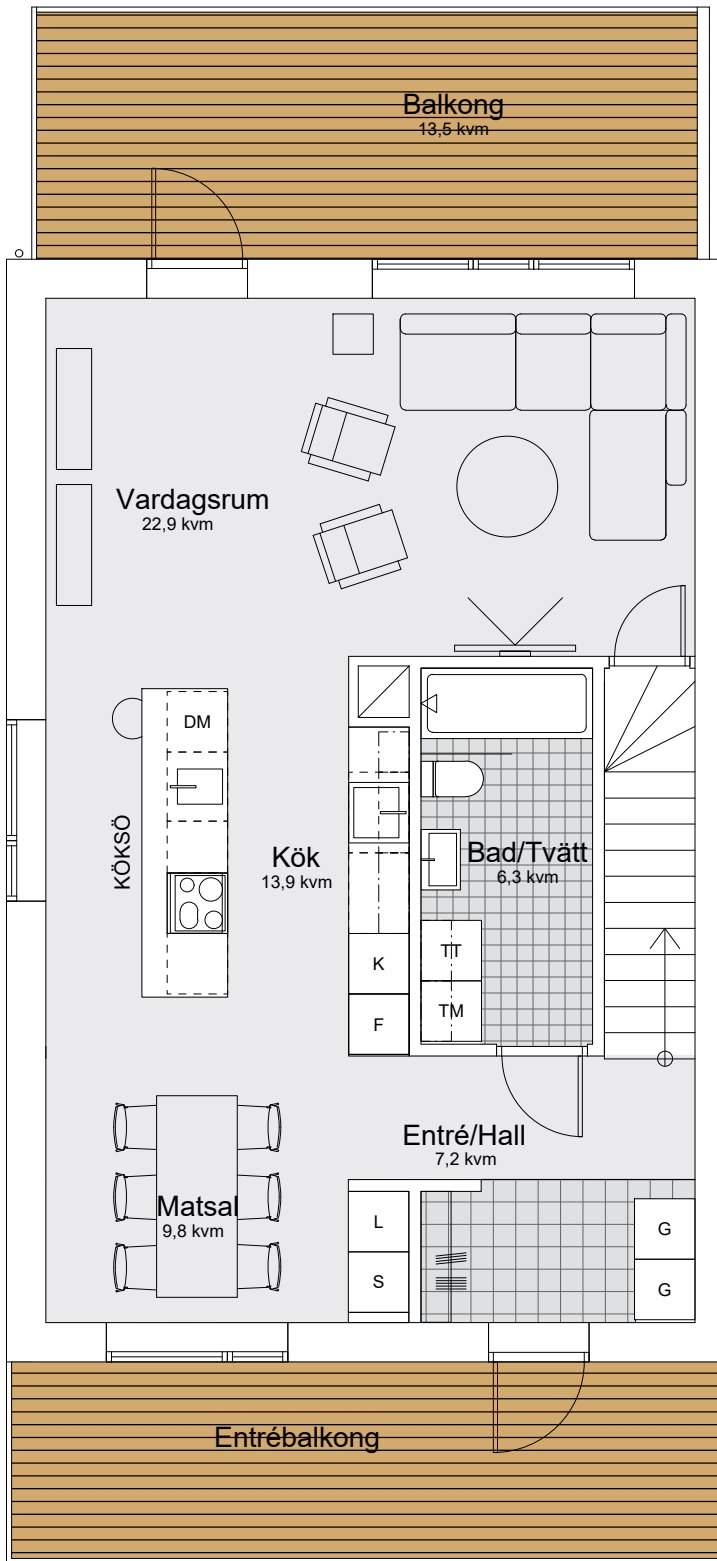 Balkong
13,5 kvm
Vardagsrum
22,9 kvm
DM
KÖKSÖ
Kök
13,9 kvm
Bad/Tvätt
6,3 kvm
K
TT
F
TM
Entré/Hall
7,2 kvm
Matsal
9,8 kvm
L
G
S
G
Entrébalkong